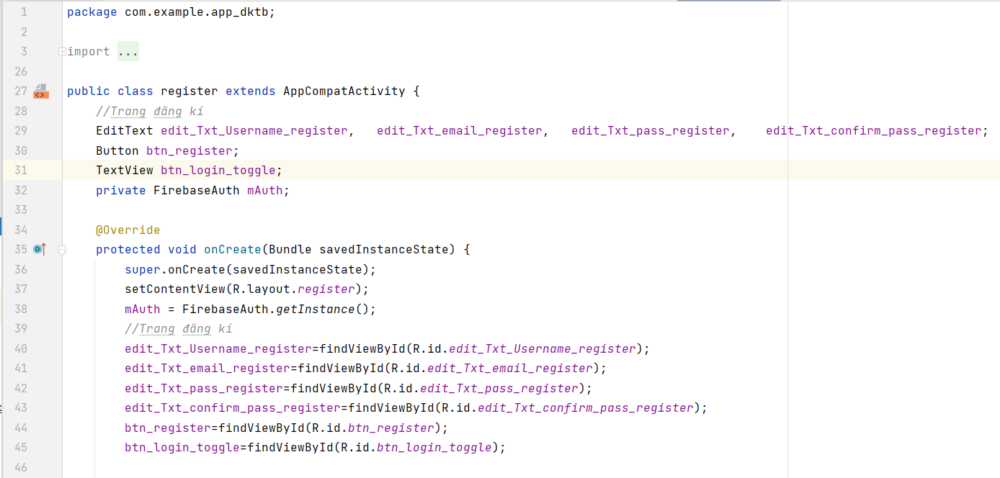 1 package com.example.app_dktb;
2
3 import ...
26
27 public class register extends AppCompatActivity {
28 //Trang đăng kí
29 EditText edit_Txt_Username_register, edit_Txt_email_register, edit_Txt_pass_register, edit_Txt_confirm_pass_register;
30 Button btn_register;
31 TextView btn_login_toggle;
32 private FirebaseAuth mAuth;
33
34 @Override
35 protected void onCreate(Bundle savedInstanceState) {
36 super.onCreate(savedInstanceState);
37 setContentView(R.layout.register);
38 mAuth = FirebaseAuth.getInstance();
39 //Trang đăng kí
40 edit_Txt_Username_register=findViewById(R.id.edit_Txt_Username_register);
41 edit_Txt_email_register=findViewById(R.id.edit_Txt_email_register);
42 edit_Txt_pass_register=findViewById(R.id.edit_Txt_pass_register);
43 edit_Txt_confirm_pass_register=findViewById(R.id.edit_Txt_confirm_pass_register);
44 btn_register=findViewById(R.id.btn_register);
45 btn_login_toggle=findViewById(R.id.btn_login_toggle);
46